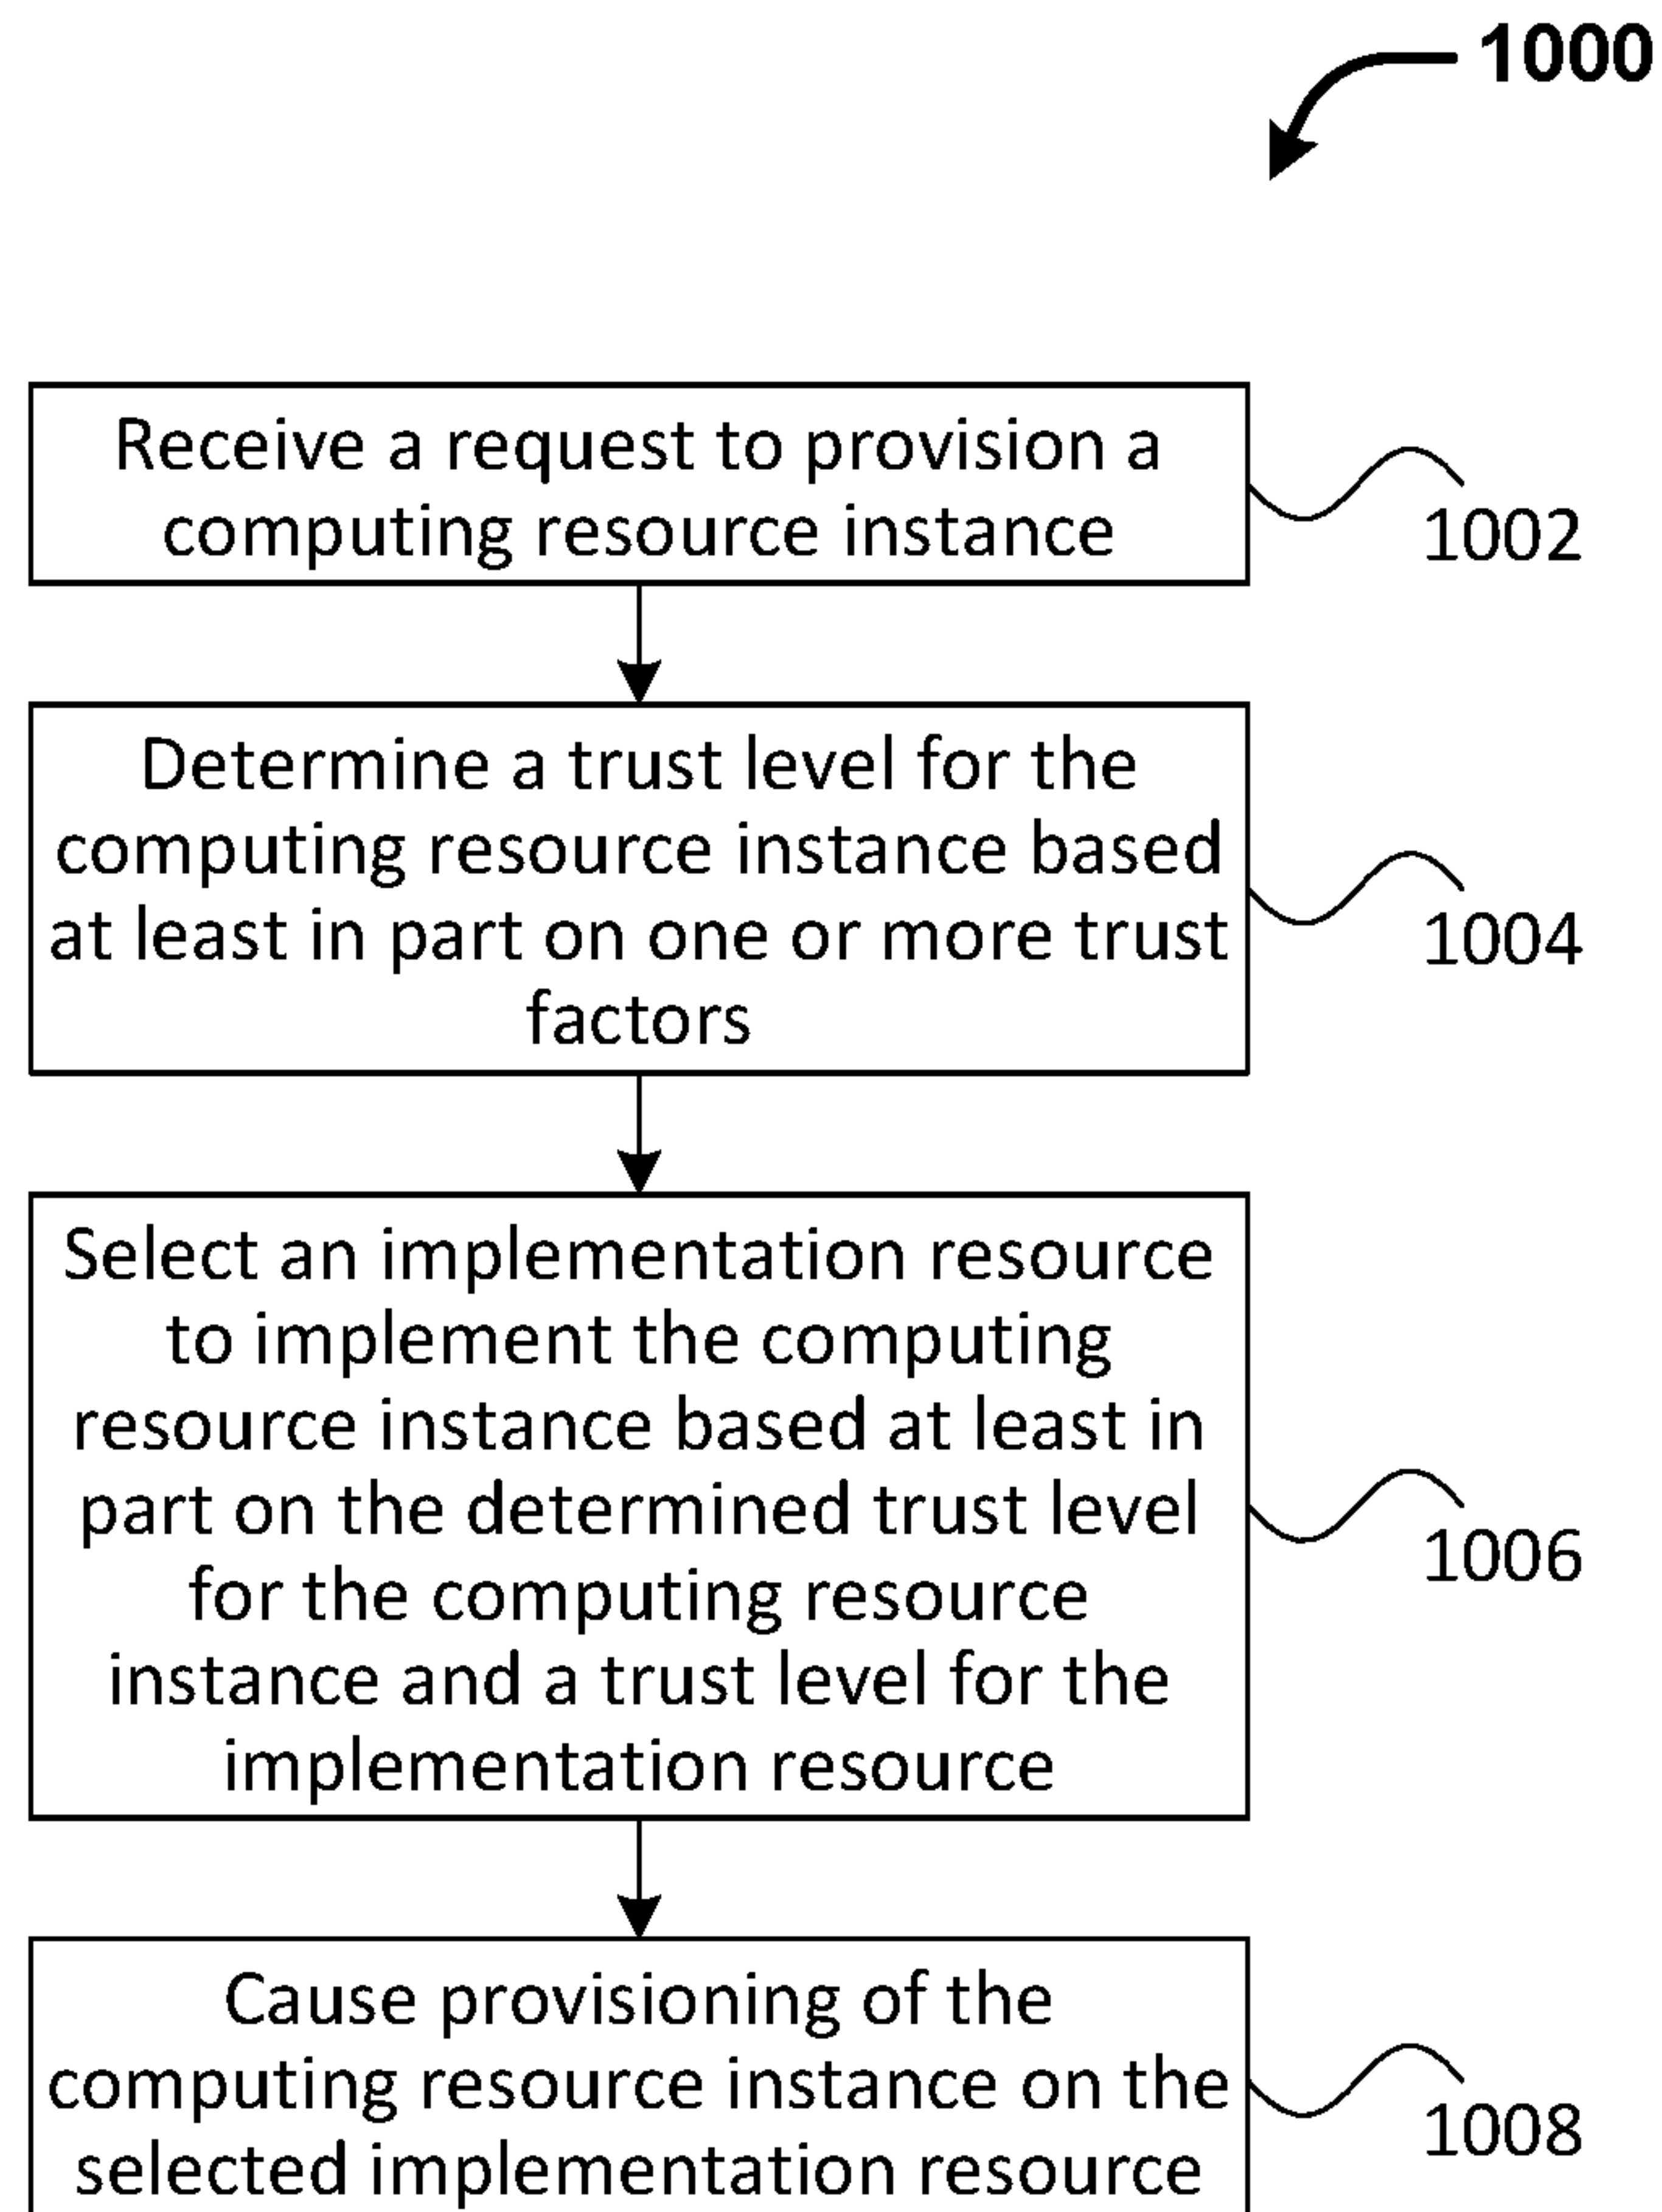 1000
Receive a request to provision a
computing resource instance
1002
Determine a trust level for the
computing resource instance based
at least in part on one or more trust
factors
1004
Select an implementation resource
to implement the computing
resource instance based at least in
part on the determined trust level
for the computing resource
instance and a trust level for the
implementation resource
1006
Cause provisioning of the
computing resource instance on the
selected implementation resource
1008